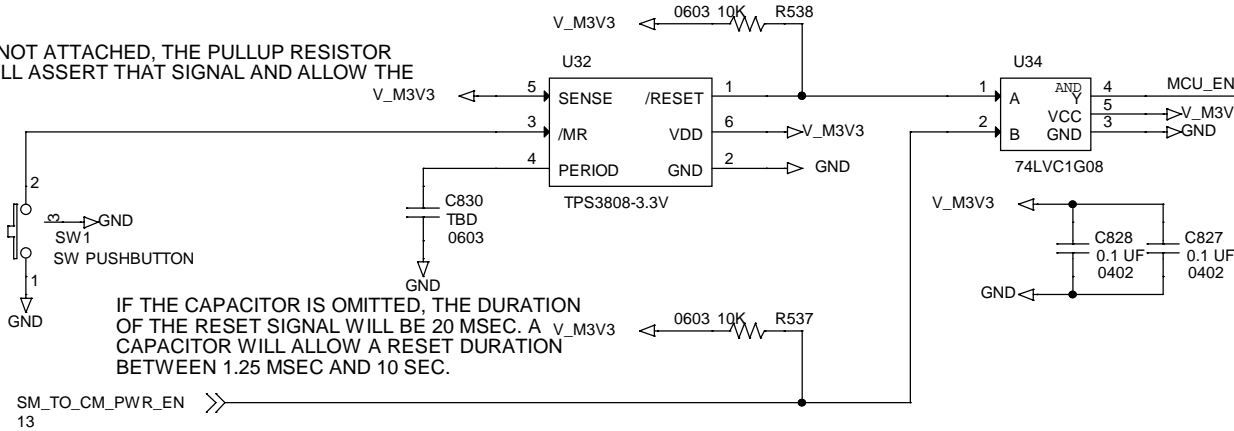 0603 10K R538
V_M3V3
NOT ATTACHED, THE PULLUP RESISTOR
LL ASSERT THAT SIGNAL AND ALLOW THE
V_M3V3
U32
5 SENSE /RESET 1
3 /MR VDD 6 V_M3V3
4 PERIOD GND 2 GND
TPS3808-3.3V
U34
1 A AND Y 4 MCU_EN
VCC 5 V_M3V
2 B GND 3 GND
74LVC1G08
2
3 GND
SW1
SW PUSHBUTTON
1
GND
C830
TBD
0603
GND
V_M3V3
C828
0.1 UF
0402
C827
0.1 UF
0402
GND
IF THE CAPACITOR IS OMITTED, THE DURATION
OF THE RESET SIGNAL WILL BE 20 MSEC. A
CAPACITOR WILL ALLOW A RESET DURATION
BETWEEN 1.25 MSEC AND 10 SEC.
V_M3V3
0603 10K R537
SM_TO_CM_PWR_EN
13